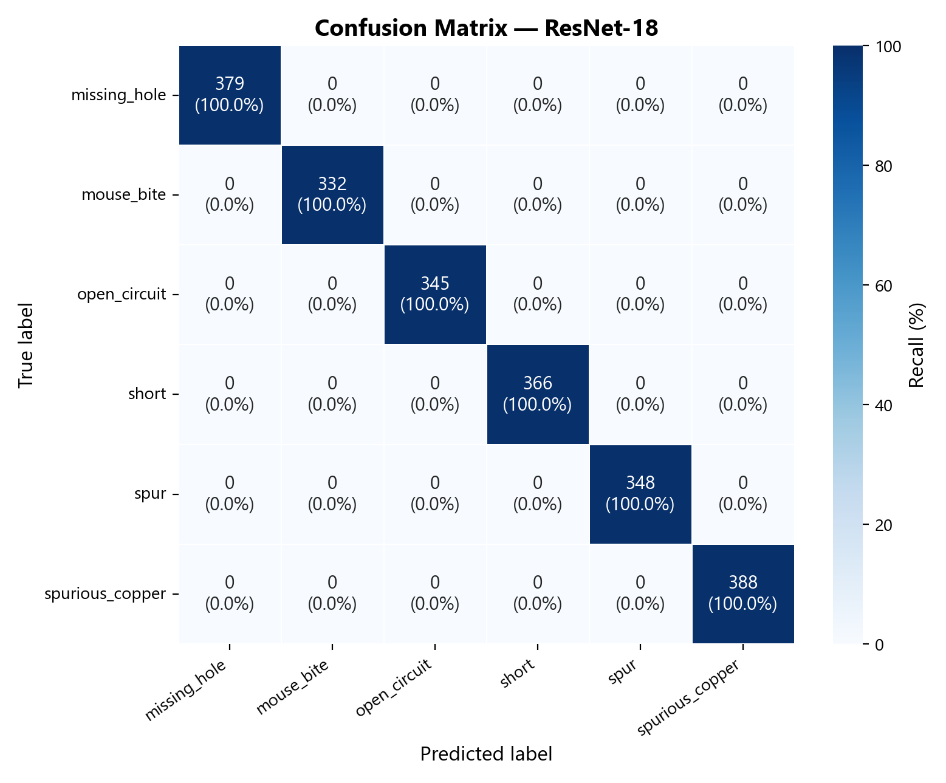 Confusion Matrix — ResNet-18
missing_hole
379 0 0 0 0 0
(100.0%) (0.0%) (0.0%) (0.0%) (0.0%) (0.0%)
mouse_bite
0 332 0 0 0 0
(0.0%) (100.0%) (0.0%) (0.0%) (0.0%) (0.0%)
open_circuit
0 0 345 0 0 0
(0.0%) (0.0%) (100.0%) (0.0%) (0.0%) (0.0%)
short
0 0 0 366 0 0
(0.0%) (0.0%) (0.0%) (100.0%) (0.0%) (0.0%)
spur
0 0 0 0 348 0
(0.0%) (0.0%) (0.0%) (0.0%) (100.0%) (0.0%)
spurious_copper
0 0 0 0 0 388
(0.0%) (0.0%) (0.0%) (0.0%) (0.0%) (100.0%)
True label
missing_hole
mouse_bite
open_circuit
short
spur
spurious_copper
Predicted label
100
80
60
40
20
0
Recall (%)